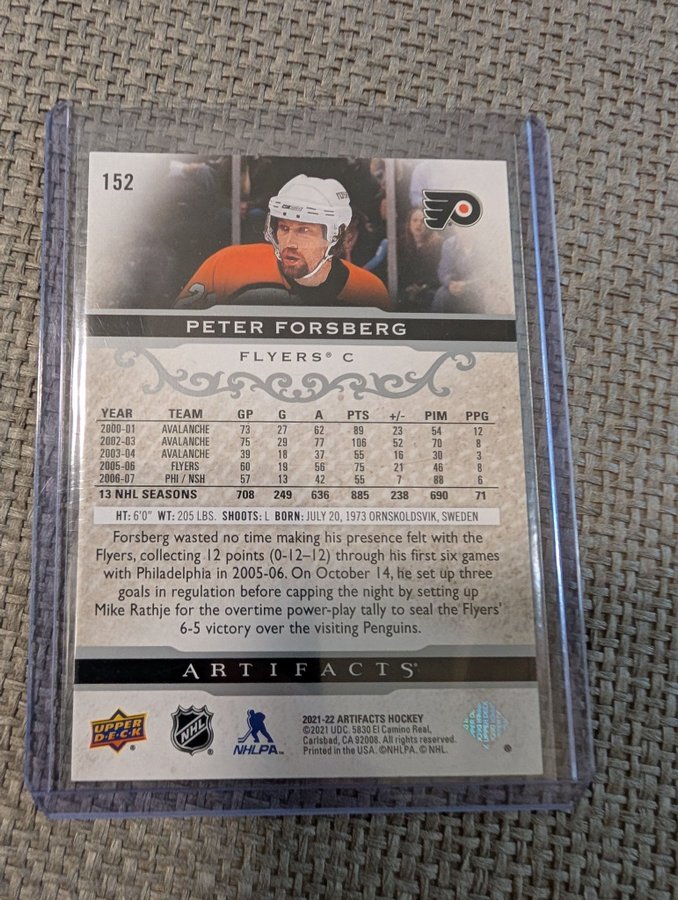 152
PETER FORSBERG
FLYERS® C
YEAR TEAM GP G A PTS +/- PIM PPG
2000-01 AVALANCHE 73 27 62 89 23 54 12
2002-03 AVALANCHE 75 29 77 106 52 70 8
2003-04 AVALANCHE 39 18 37 55 16 30 3
2005-06 FLYERS 60 19 56 75 21 46 8
2006-07 PHI / NSH 57 13 42 55 7 88 6
13 NHL SEASONS 708 249 636 885 238 690 71
HT: 6'0" WT: 205 LBS. SHOOTS: L BORN: JULY 20, 1973 ORNSKOLDSVIK, SWEDEN
Forsberg wasted no time making his presence felt with the
Flyers, collecting 12 points (0-12–12) through his first six games
with Philadelphia in 2005-06. On October 14, he set up three
goals in regulation before capping the night by setting up
Mike Rathje for the overtime power-play tally to seal the Flyers'
6-5 victory over the visiting Penguins.
ARTIFACTS®
UPPER DECK®
NHL®
NHLPA™
2021-22 ARTIFACTS HOCKEY
©2021 UDC. 5830 El Camino Real,
Carlsbad, CA 92008. All rights reserved.
Printed in the USA. ©NHLPA. © NHL.
®